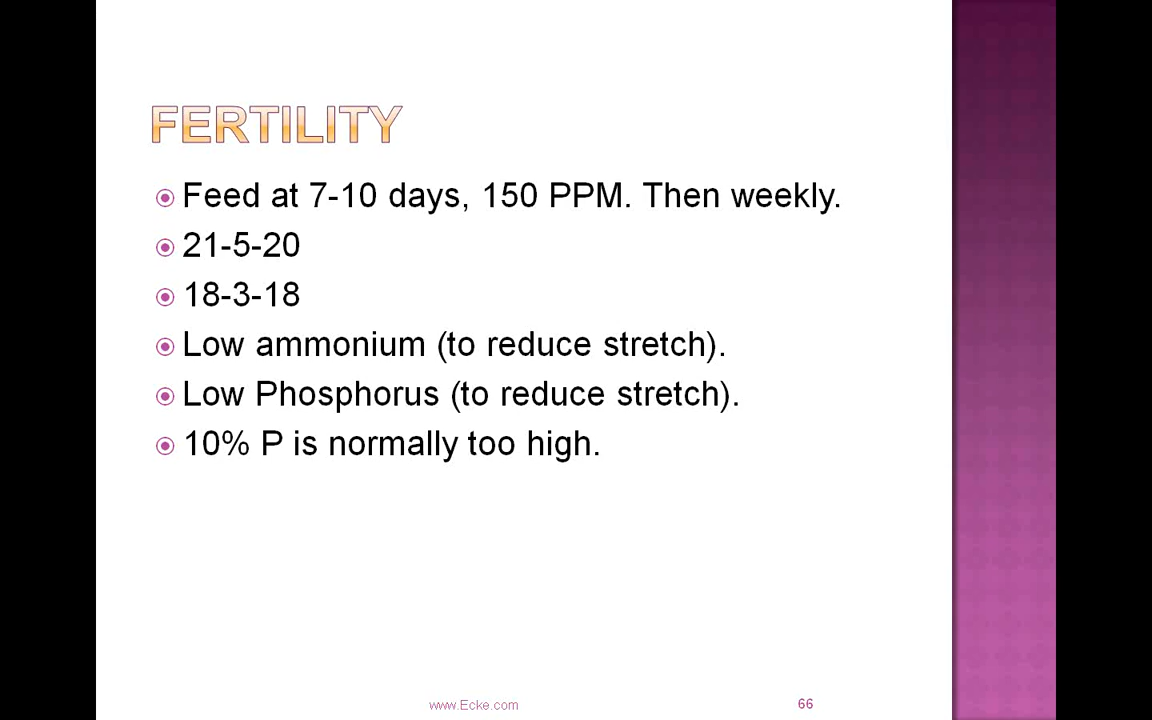 FERTILITY
Feed at 7-10 days, 150 PPM. Then weekly.
21-5-20
18-3-18
Low ammonium (to reduce stretch).
Low Phosphorus (to reduce stretch).
10% P is normally too high.
www.Ecke.com
66